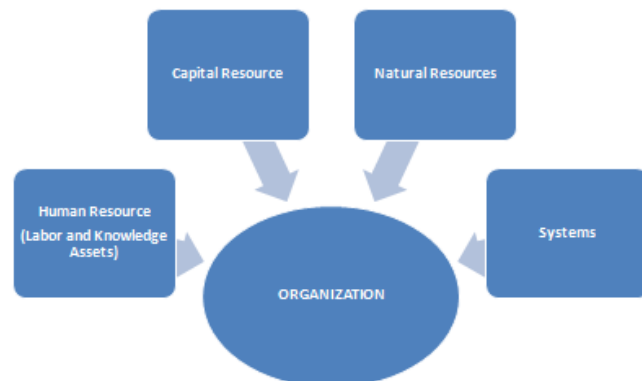 Capital Resource
Natural Resources
Human Resource
(Labor and Knowledge
Assets)
Systems
ORGANIZATION